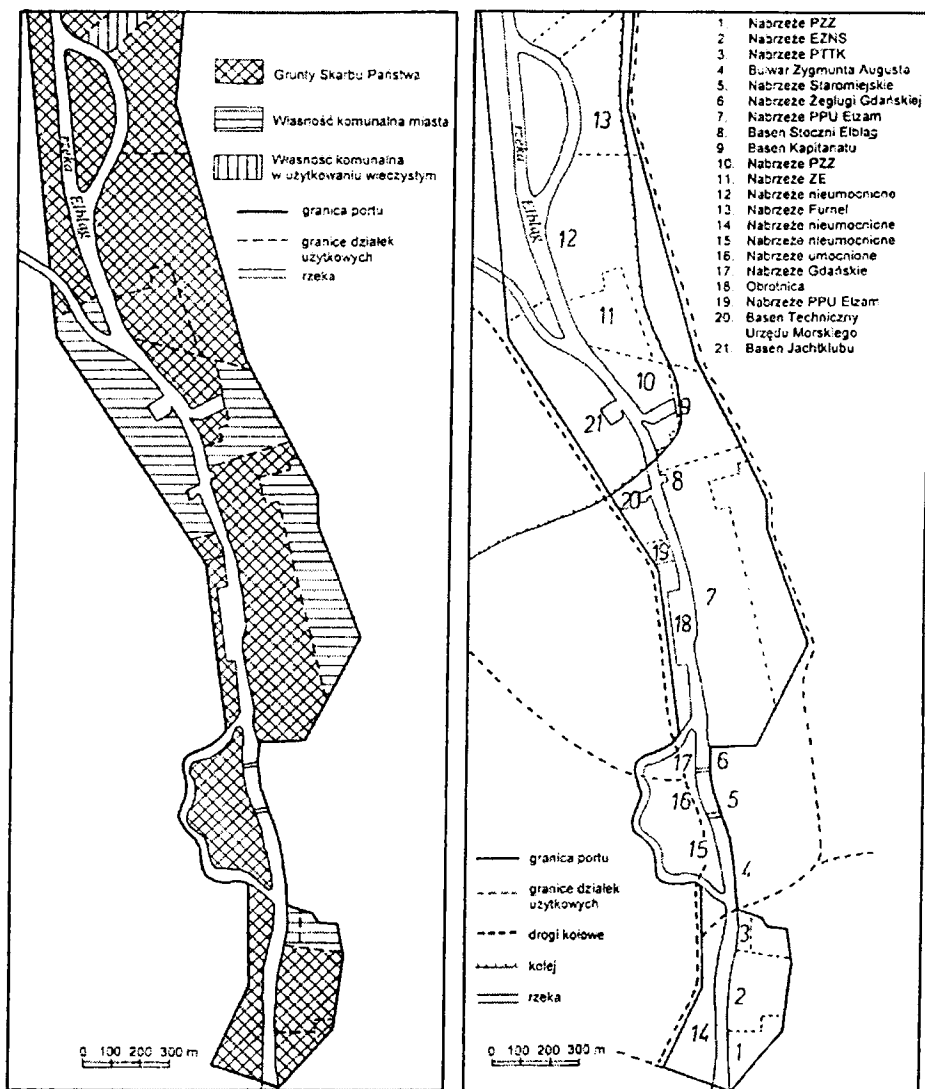 Grunty Skarbu Państwa
Własność komunalna miasta
Własność komunalna
w użytkowaniu wieczystym
granica portu
granice działek
użytkowych
rzeka
rzeka
Elbląg
0 100 200 300 m
1 Nabrzeże PZZ
2 Nabrzeże EZNS
3 Nabrzeże PTTK
4 Bulwar Zygmunta Augusta
5. Nabrzeże Staromiejskie
6 Nabrzeże Żeglugi Gdańskiej
7. Nabrzeże PPU Elzam
8. Basen Stoczni Elbląg
9 Basen Kapitanatu
10. Nabrzeże PZZ
11. Nabrzeże ZE
12 Nabrzeże nieumocnione
13 Nabrzeże Furnel
14 Nabrzeże nieumocnione
15 Nabrzeże nieumocnione
16. Nabrzeże umocnione
17. Nabrzeże Gdańskie
18 Obrotnica
19. Nabrzeże PPU Elzam
20. Basen Techniczny
Urzędu Morskiego
21. Basen Jachtklubu
rzeka
Elbląg
13
12
11
10
21
9
8
20
19
7
18
17
6
16
5
15
4
3
2
14
1
granica portu
granice działek
użytkowych
drogi kołowe
kolej
rzeka
0 100 200 300 m